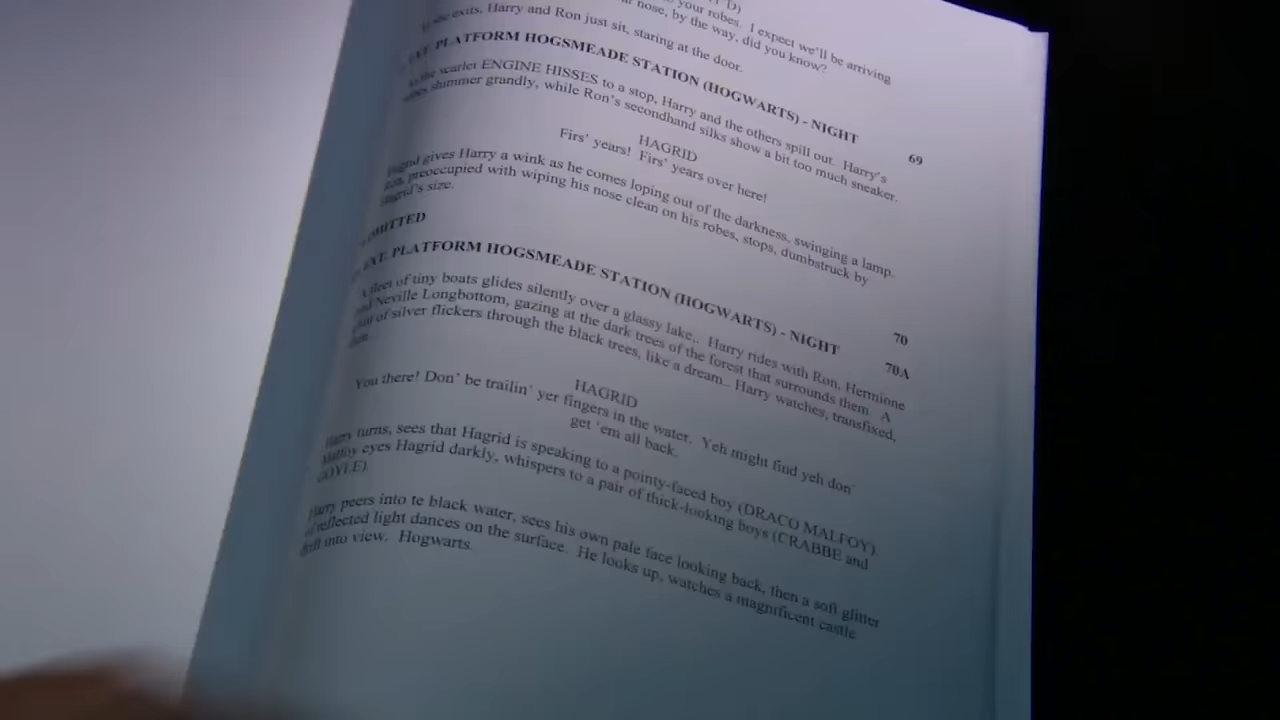 your robes. I expect we'll be arriving
nose, by the way, did you know?
exits, Harry and Ron just sit, staring at the door.
EXT. PLATFORM HOGSMEADE STATION (HOGWARTS) - NIGHT 69
the scarlet ENGINE HISSES to a stop, Harry and the others spill out. Harry's
robes shimmer grandly, while Ron's secondhand silks show a bit too much sneaker.
HAGRID
Firs' years! Firs' years over here!
Hagrid gives Harry a wink as he comes loping out of the darkness, swinging a lamp.
Ron, preoccupied with wiping his nose clean on his robes, stops, dumbstruck by
Hagrid's size.
OMITTED 70
EXT. PLATFORM HOGSMEADE STATION (HOGWARTS) - NIGHT 70A
A fleet of tiny boats glides silently over a glassy lake,. Harry rides with Ron, Hermione
and Neville Longbottom, gazing at the dark trees of the forest that surrounds them. A
of silver flickers through the black trees, like a dream.. Harry watches, transfixed,
HAGRID
You there! Don' be trailin' yer fingers in the water. Yeh might find yeh don'
get 'em all back.
Harry turns, sees that Hagrid is speaking to a pointy-faced boy (DRACO MALFOY).
Malfoy eyes Hagrid darkly, whispers to a pair of thick-looking boys (CRABBE and
GOYLE).
Harry peers into te black water, sees his own pale face looking back, then a soft glitter
of reflected light dances on the surface. He looks up, watches a magnificent castle
drift into view. Hogwarts.